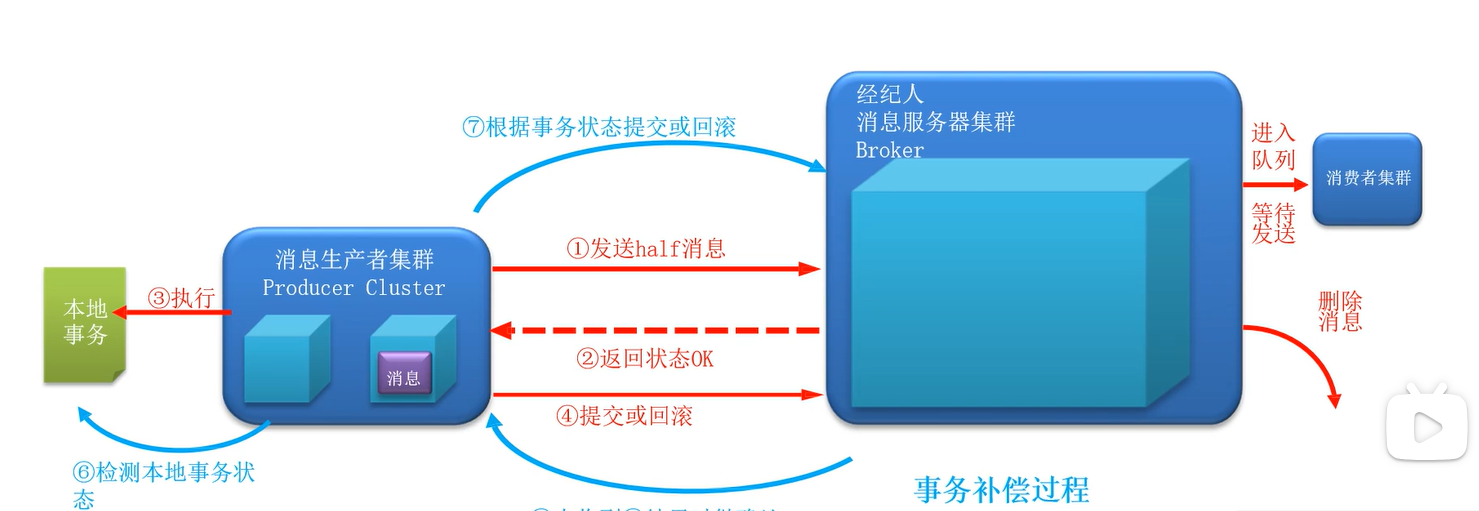 经纪人
消息服务器集群
Broker
⑦根据事务状态提交或回滚
进入
队列
消费者集群
等待
发送
①发送half消息
消息生产者集群
Producer Cluster
③执行
本地
事务
删除
消息
②返回状态OK
消息
④提交或回滚
⑥检测本地事务状
态
事务补偿过程